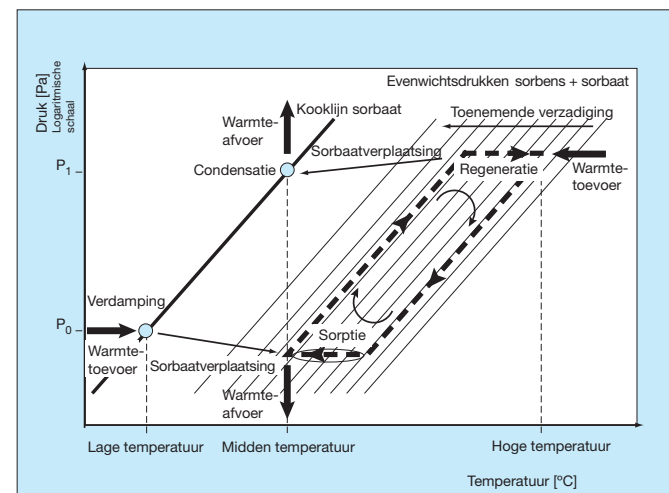 Druk [Pa]
Logaritmische
schaal
Evenwichtsdrukken sorbens + sorbaat
Warmte-
afvoer
Kooklijn sorbaat
Toenemende verzadiging
Sorbaatverplaatsing
Condensatie
Regeneratie
Warmte-
toevoer
P1
Verdamping
P0
Warmte-
toevoer
Sorptie
Sorbaatverplaatsing
Warmte-
afvoer
Lage temperatuur
Midden temperatuur
Hoge temperatuur
Temperatuur [ºC]